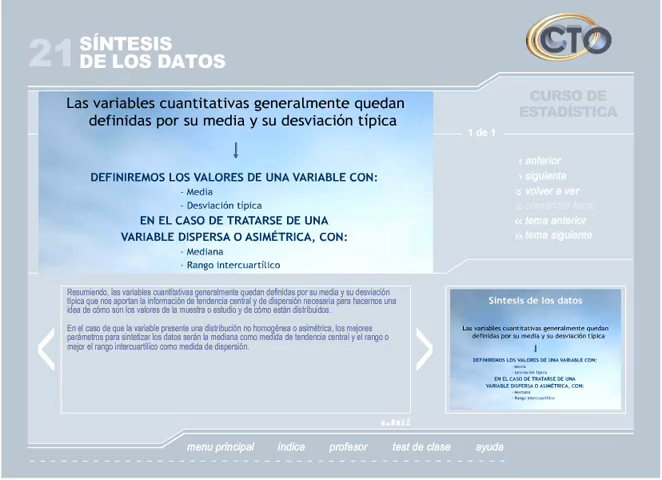 21
SÍNTESIS
DE LOS DATOS
CTO
CURSO DE
ESTADÍSTICA
Las variables cuantitativas generalmente quedan
definidas por su media y su desviación típica
DEFINIREMOS LOS VALORES DE UNA VARIABLE CON:
- Media
- Desviación típica
EN EL CASO DE TRATARSE DE UNA
VARIABLE DISPERSA O ASIMÉTRICA, CON:
- Mediana
- Rango intercuartílico
1 de 1
‹ anterior
› siguiente
volver a ver
comentar tema
‹‹ tema anterior
›› tema siguiente
Resumiendo, las variables cuantitativas generalmente quedan definidas por su media y su desviación
típica que nos aportan la información de tendencia central y de dispersión necesaria para hacernos una
idea de cómo son los valores de la muestra o estudio y de cómo están distribuidos.
En el caso de que la variable presente una distribución no homogénea o asimétrica, los mejores
parámetros para sintetizar los datos serán la mediana como medida de tendencia central y el rango o
mejor el rango intercuartílico como medida de dispersión.
Síntesis de los datos
Las variables cuantitativas generalmente quedan
definidas por su media y su desviación típica
DEFINIREMOS LOS VALORES DE UNA VARIABLE CON:
- Media
- Desviación típica
EN EL CASO DE TRATARSE DE UNA
VARIABLE DISPERSA O ASIMÉTRICA, CON:
- Mediana
- Rango intercuartílico
menu principal índice profesor test de clase ayuda